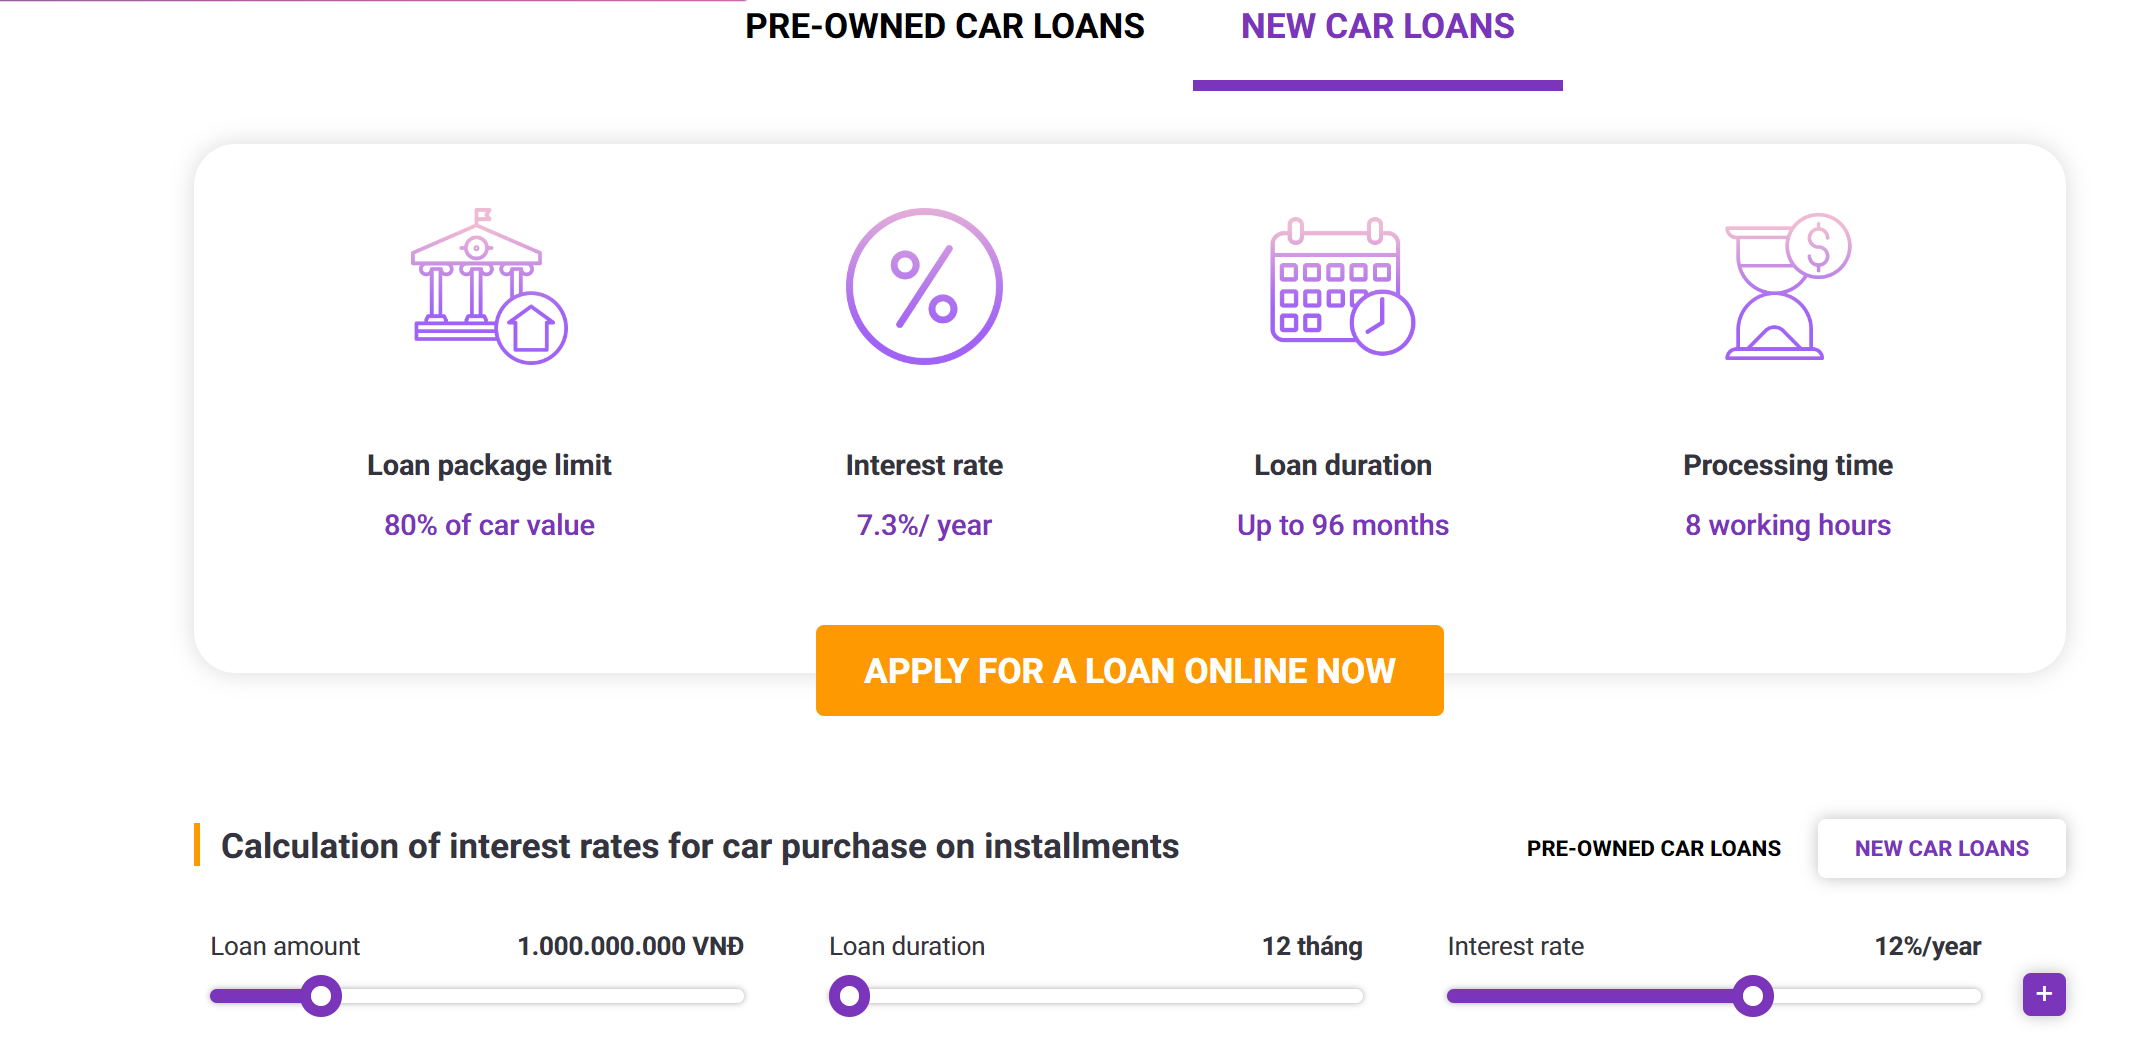 PRE-OWNED CAR LOANS
NEW CAR LOANS
Loan package limit
80% of car value
Interest rate
7.3%/ year
Loan duration
Up to 96 months
Processing time
8 working hours
APPLY FOR A LOAN ONLINE NOW
Calculation of interest rates for car purchase on installments
PRE-OWNED CAR LOANS
NEW CAR LOANS
Loan amount
1.000.000.000 VNĐ
Loan duration
12 tháng
Interest rate
12%/year
+